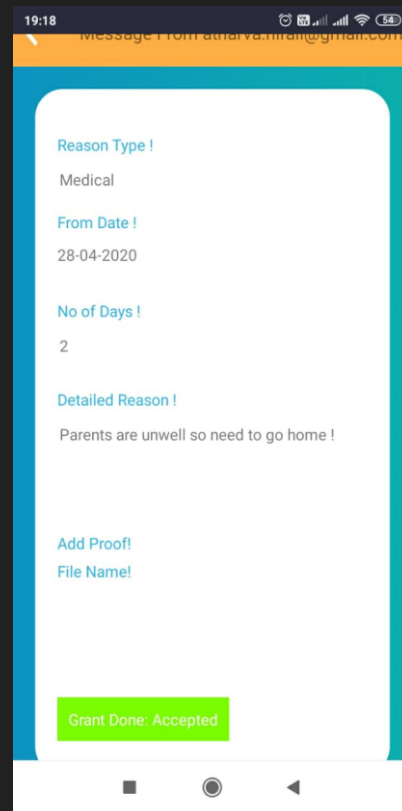 19:18
54
Message From atharva.nirali@gmail.com
Reason Type !
Medical
From Date !
28-04-2020
No of Days !
2
Detailed Reason !
Parents are unwell so need to go home !
Add Proof!
File Name!
Grant Done: Accepted